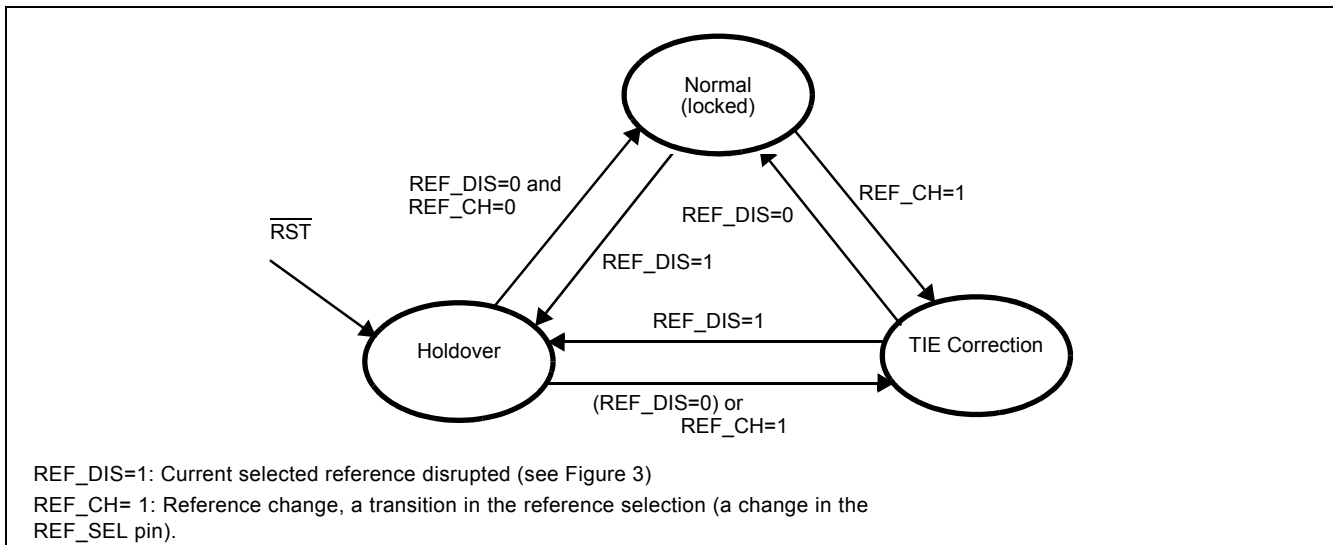 Normal
(locked)
REF_DIS=0 and
REF_CH=0
REF_CH=1
REF_DIS=0
RST
REF_DIS=1
REF_DIS=1
Holdover
TIE Correction
(REF_DIS=0) or
REF_CH=1
REF_DIS=1: Current selected reference disrupted (see Figure 3)
REF_CH= 1: Reference change, a transition in the reference selection (a change in the
REF_SEL pin).